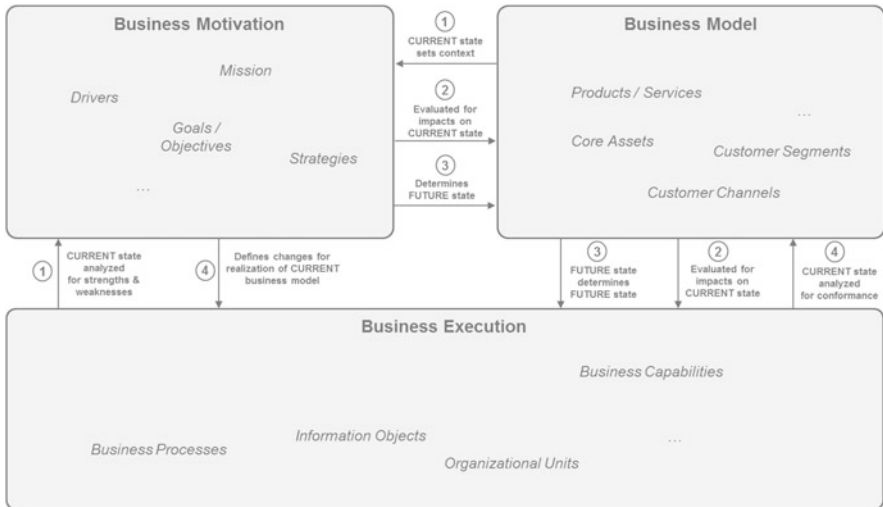 Business Motivation
Mission
Drivers
Goals /
Objectives
Strategies
...
1
CURRENT state
sets context
2
Evaluated for
impacts on
CURRENT state
3
Determines
FUTURE state
Business Model
Products / Services
...
Core Assets
Customer Segments
Customer Channels
1
CURRENT state
analyzed
for strengths &
weaknesses
4
Defines changes for
realization of CURRENT
business model
3
FUTURE state
determines
FUTURE state
2
Evaluated for
impacts on
CURRENT state
4
CURRENT state
analyzed
for conformance
Business Execution
Business Capabilities
Information Objects
...
Business Processes
Organizational Units